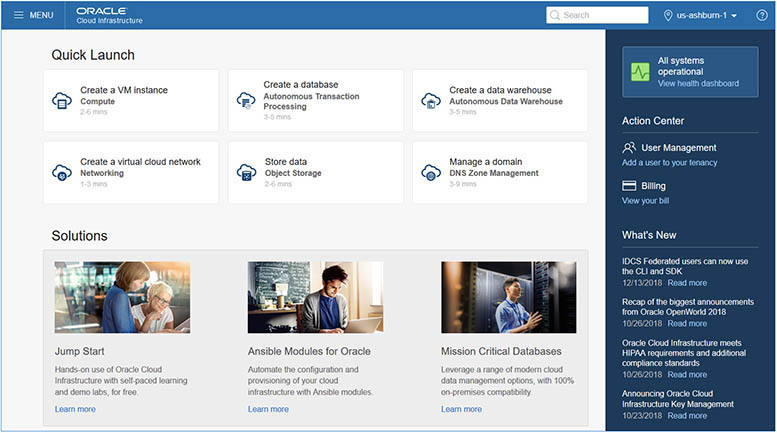 MENU
ORACLE
Cloud Infrastructure
Search
us-ashburn-1
?
Quick Launch
Create a VM instance
Compute
2-6 mins
Create a database
Autonomous Transaction
Processing
3-5 mins
Create a data warehouse
Autonomous Data Warehouse
3-5 mins
Create a virtual cloud network
Networking
1-3 mins
Store data
Object Storage
2-6 mins
Manage a domain
DNS Zone Management
3-9 mins
Solutions
Jump Start
Hands-on use of Oracle Cloud
Infrastructure with self-paced learning
and demo labs, for free.
Learn more
Ansible Modules for Oracle
Automate the configuration and
provisioning of your cloud
infrastructure with Ansible modules.
Learn more
Mission Critical Databases
Leverage a range of modern cloud
data management options, with 100%
on-premises compatibility.
Learn more
All systems
operational
View health dashboard
Action Center
User Management
Add a user to your tenancy
Billing
View your bill
What's New
IDCS Federated users can now use
the CLI and SDK
12/13/2018 Read more
Recap of the biggest announcements
from Oracle OpenWorld 2018
10/26/2018 Read more
Oracle Cloud Infrastructure meets
HIPAA requirements and additional
compliance standards
10/26/2018 Read more
Announcing Oracle Cloud
Infrastructure Key Management
10/23/2018 Read more